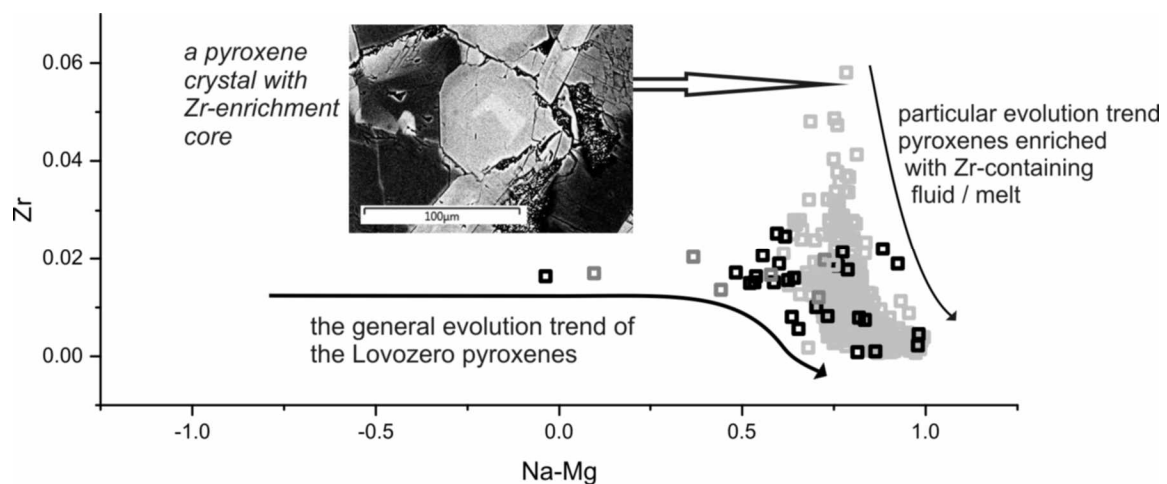 a pyroxene
crystal with
Zr-enrichment
core
100µm
particular evolution trend
pyroxenes enriched
with Zr-containing
fluid / melt
the general evolution trend of
the Lovozero pyroxenes
Zr
0.06
0.04
0.02
0.00
-1.0
-0.5
0.0
0.5
1.0
Na-Mg